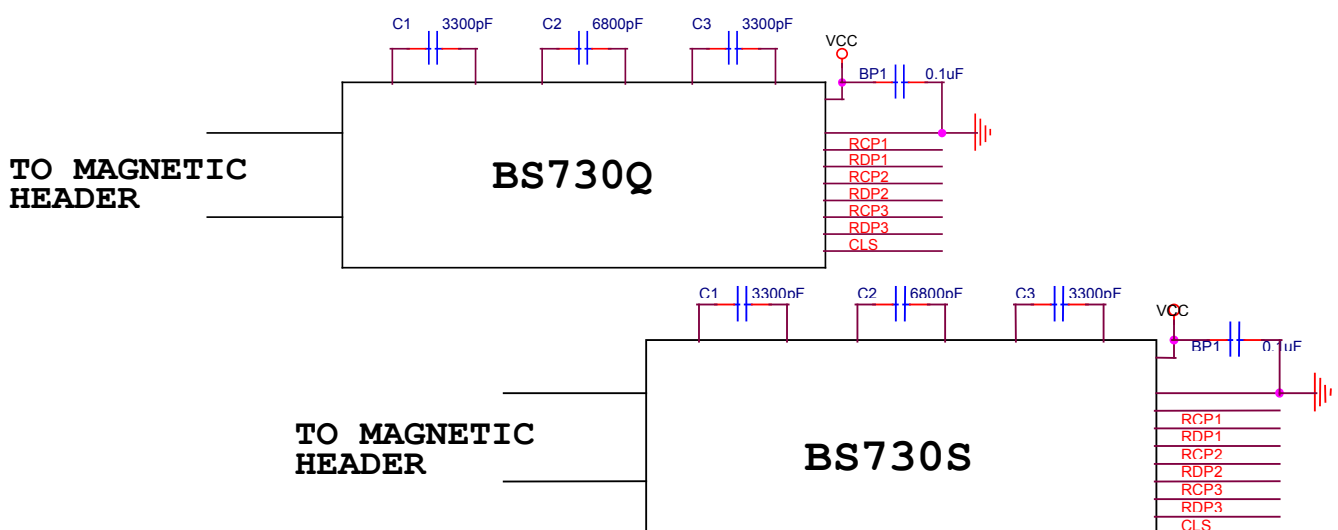 C1 3300pF C2 6800pF C3 3300pF
VCC
BP1 0.1uF
TO MAGNETIC
HEADER
BS730Q
RCP1
RDP1
RCP2
RDP2
RCP3
RDP3
CLS
C1 3300pF C2 6800pF C3 3300pF
VCC
BP1 0.1uF
TO MAGNETIC
HEADER
BS730S
RCP1
RDP1
RCP2
RDP2
RCP3
RDP3
CLS